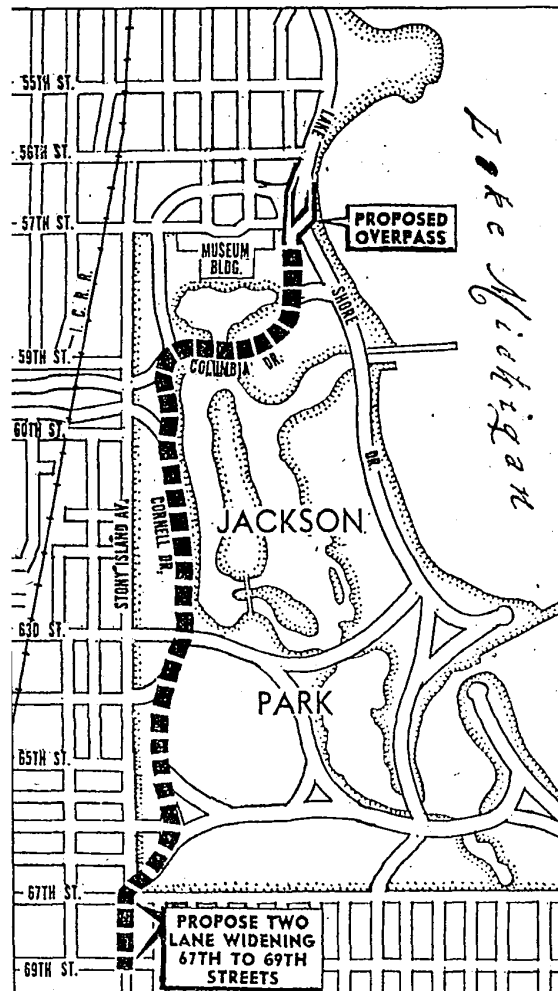 55TH ST.
LAKE
56TH ST.
Lake Michigan
57TH ST.
PROPOSED
OVERPASS
MUSEUM
BLDG.
I.C.R.R.
SHORE
59TH ST.
COLUMBIA DR.
60TH ST.
DR.
STONY ISLAND AV.
CORNELL DR.
JACKSON
63D ST.
PARK
65TH ST.
67TH ST.
PROPOSE TWO
LANE WIDENING
67TH TO 69TH
STREETS
69TH ST.